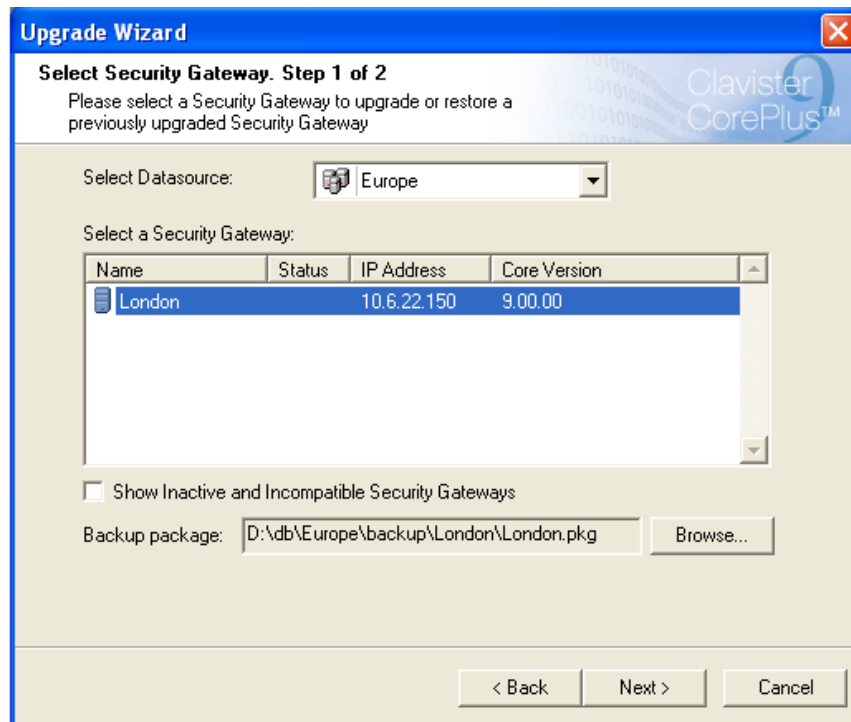 Upgrade Wizard
Select Security Gateway. Step 1 of 2
Please select a Security Gateway to upgrade or restore a
previously upgraded Security Gateway
Clavister
CorePlus™
9
Select Datasource:
Europe
Select a Security Gateway:
Name Status IP Address Core Version
London 10.6.22.150 9.00.00
Show Inactive and Incompatible Security Gateways
Backup package: D:\db\Europe\backup\London\London.pkg Browse...
< Back Next > Cancel